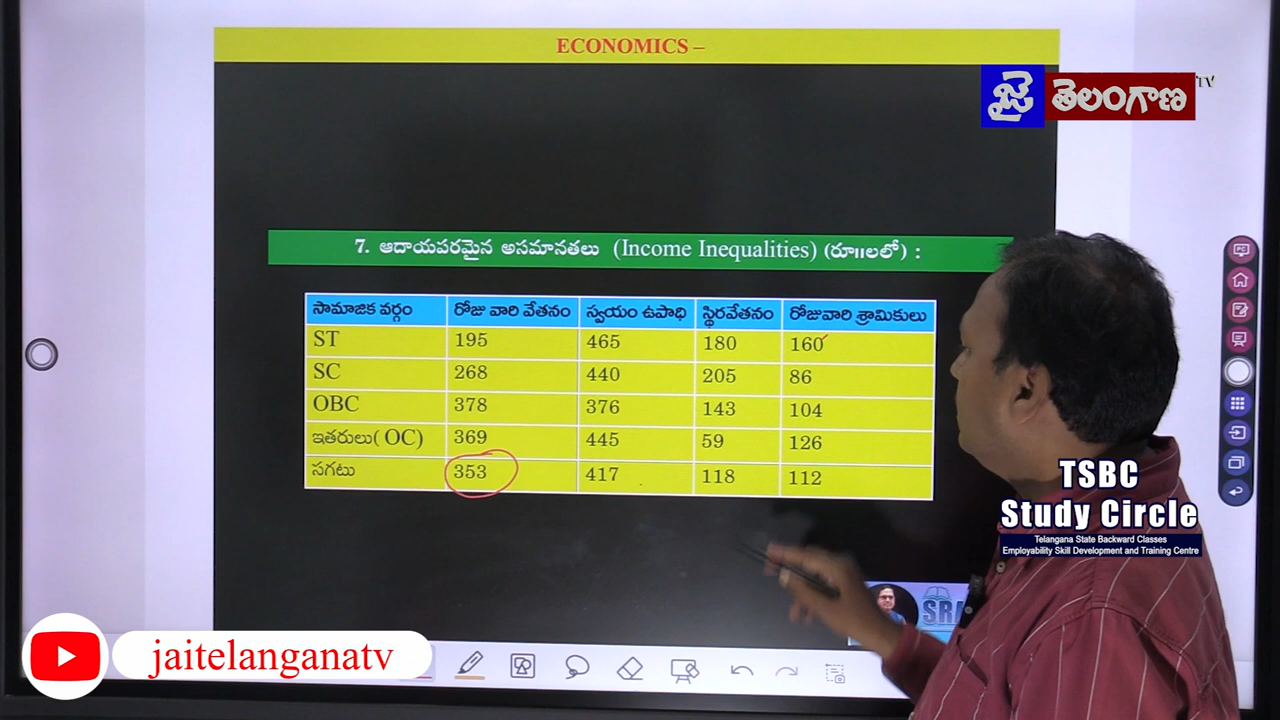 ECONOMICS –
జై తెలంగాణ TV
7. ఆదాయపరమైన అసమానతలు (Income Inequalities) (రూ॥లలో) :
సామాజిక వర్గం రోజు వారి వేతనం స్వయం ఉపాధి స్థిరవేతనం రోజువారి శ్రామికులు
ST 195 465 180 160
SC 268 440 205 86
OBC 378 376 143 104
ఇతరులు( OC) 369 445 59 126
సగటు 353 417 118 112
TSBC
Study Circle
Telangana State Backward Classes
Employability Skill Development and Training Centre
jaitelanganatv